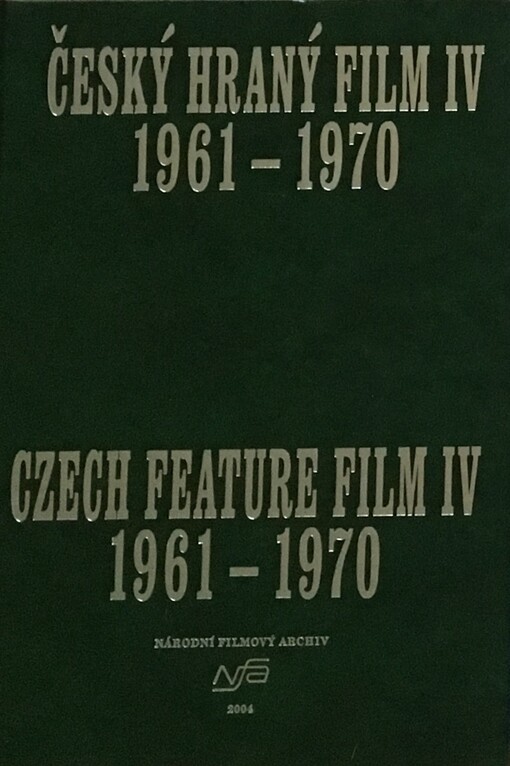 ČESKÝ HRANÝ FILM IV
1961 – 1970
CZECH FEATURE FILM IV
1961 – 1970
NÁRODNÍ FILMOVÝ ARCHIV
NFA
2004